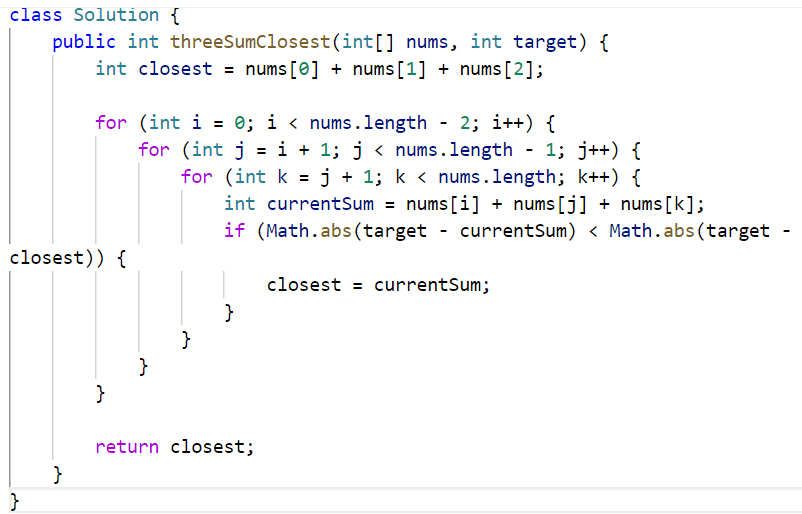 class Solution {
    public int threeSumClosest(int[] nums, int target) {
        int closest = nums[0] + nums[1] + nums[2];

        for (int i = 0; i < nums.length - 2; i++) {
            for (int j = i + 1; j < nums.length - 1; j++) {
                for (int k = j + 1; k < nums.length; k++) {
                    int currentSum = nums[i] + nums[j] + nums[k];
                    if (Math.abs(target - currentSum) < Math.abs(target -
closest)) {
                        closest = currentSum;
                    }
                }
            }
        }

        return closest;
    }
}